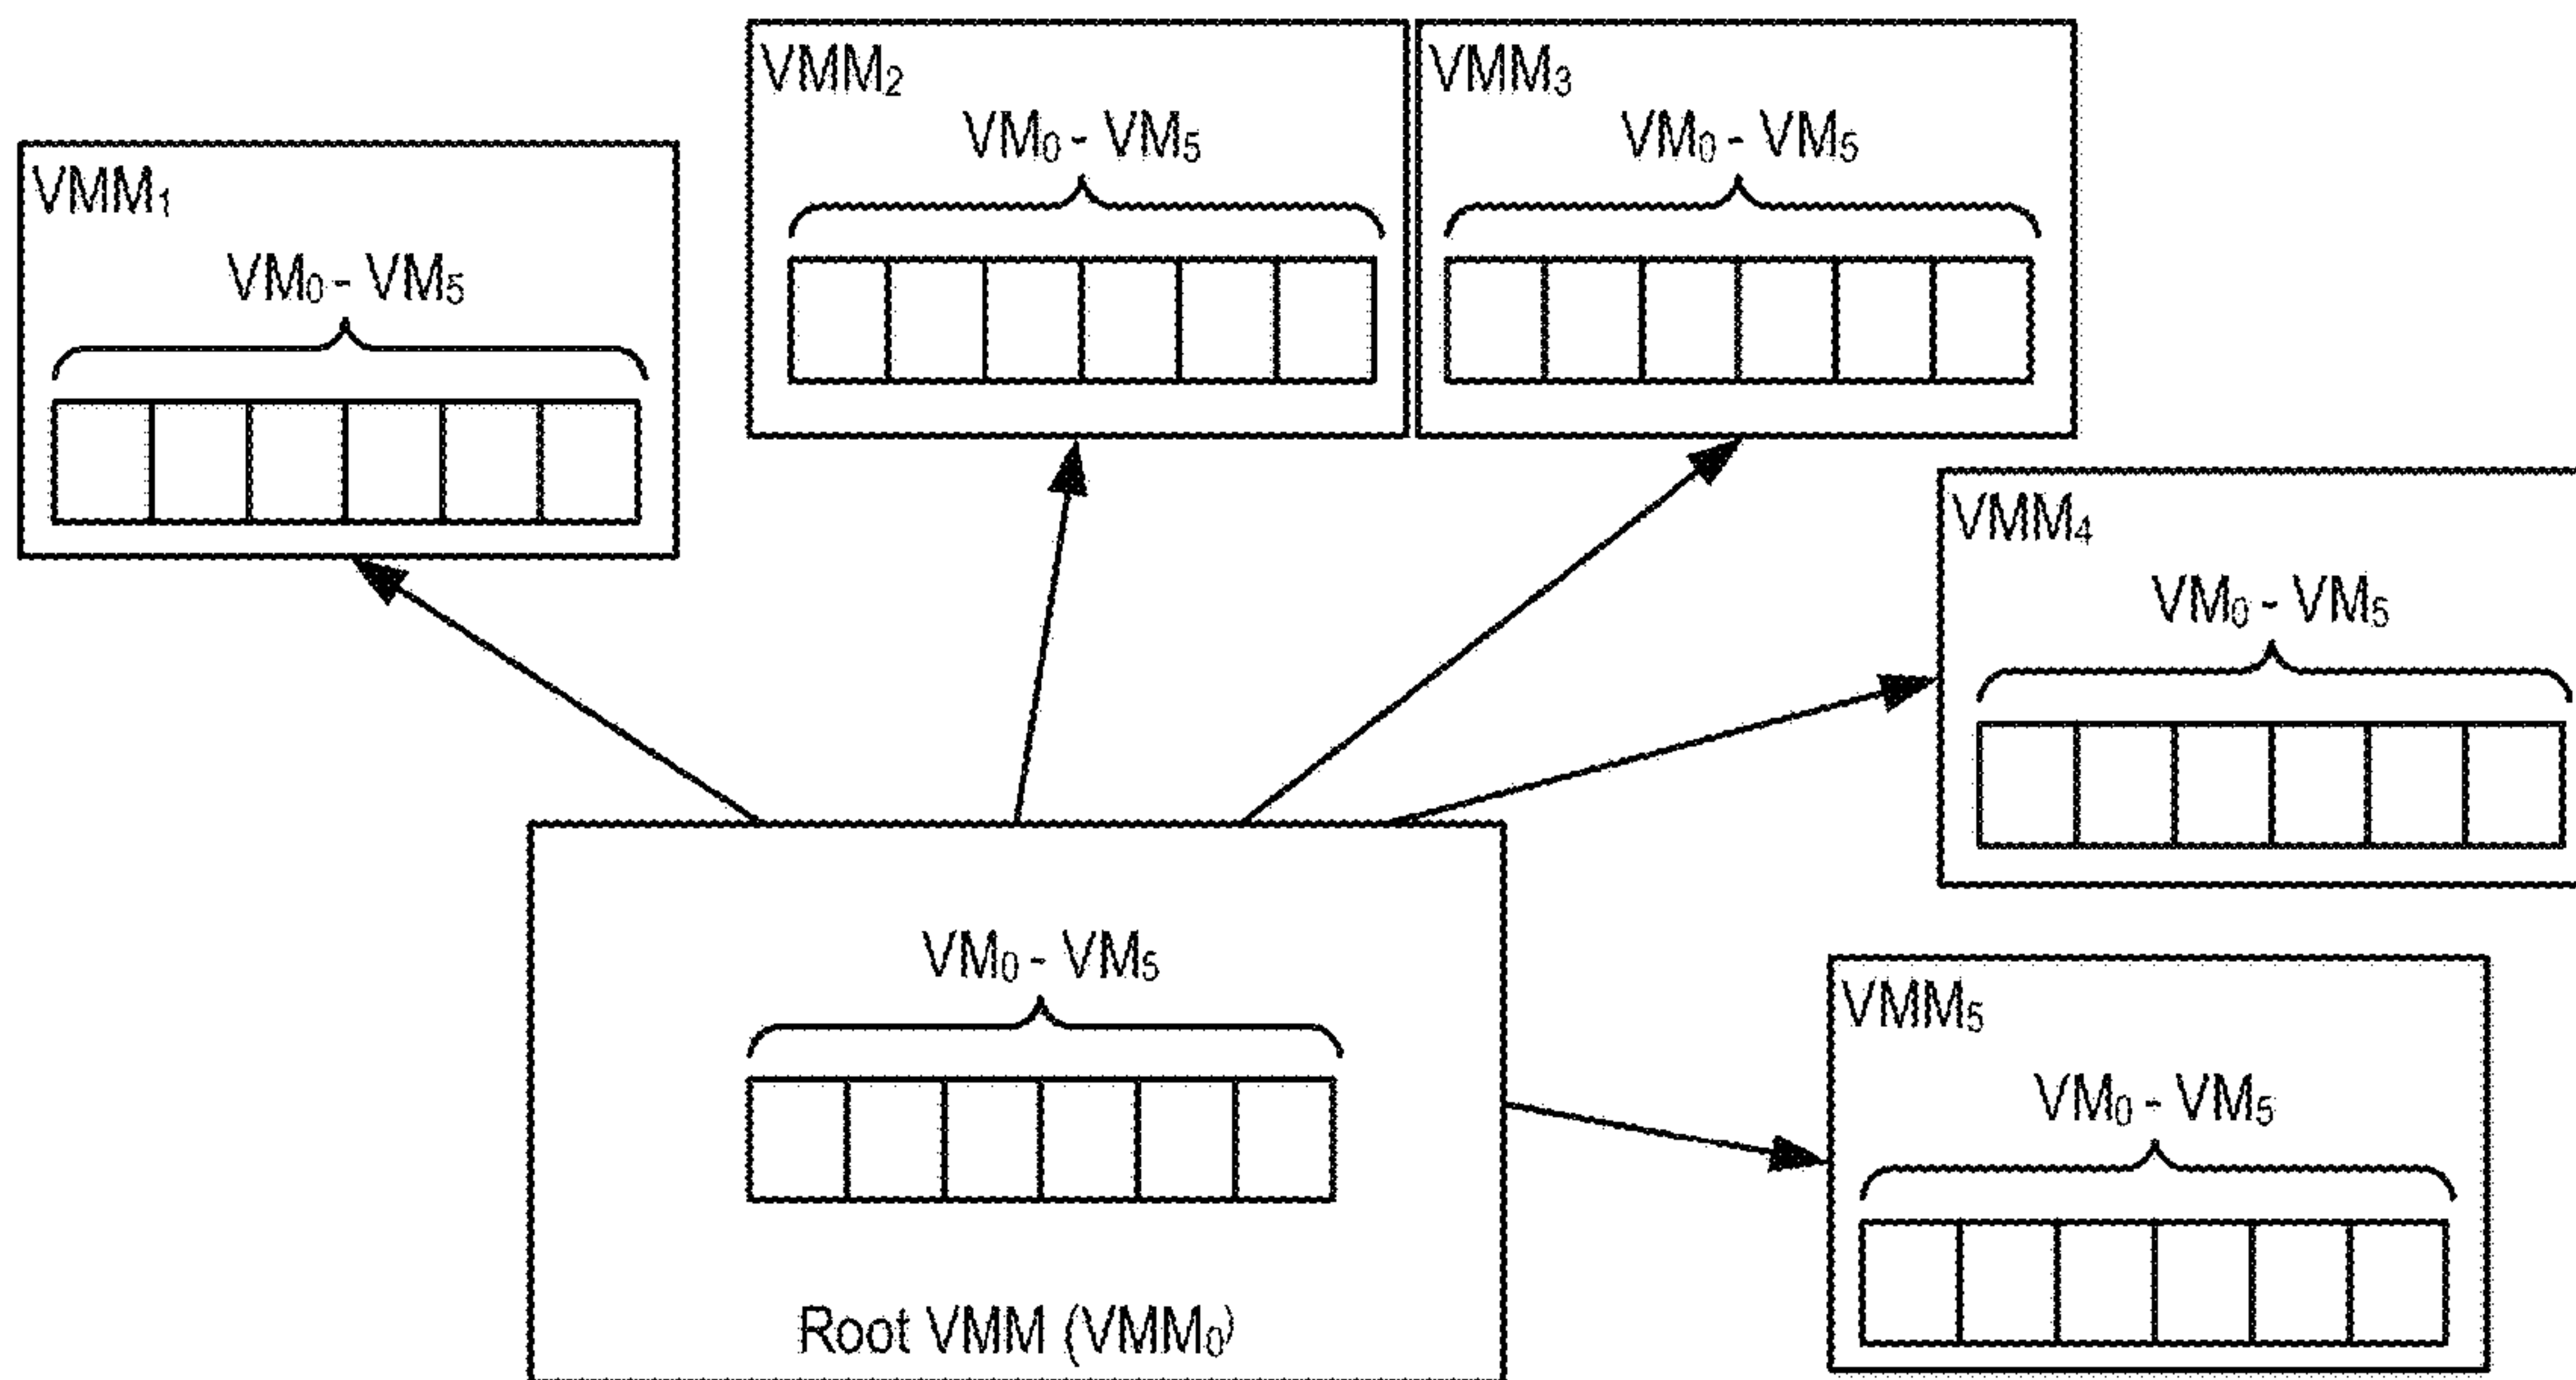 VMM₂
VM₀ - VM₅
VMM₃
VM₀ - VM₅
VMM₁
VM₀ - VM₅
VMM₄
VM₀ - VM₅
VM₀ - VM₅
Root VMM (VMM₀)
VMM₅
VM₀ - VM₅